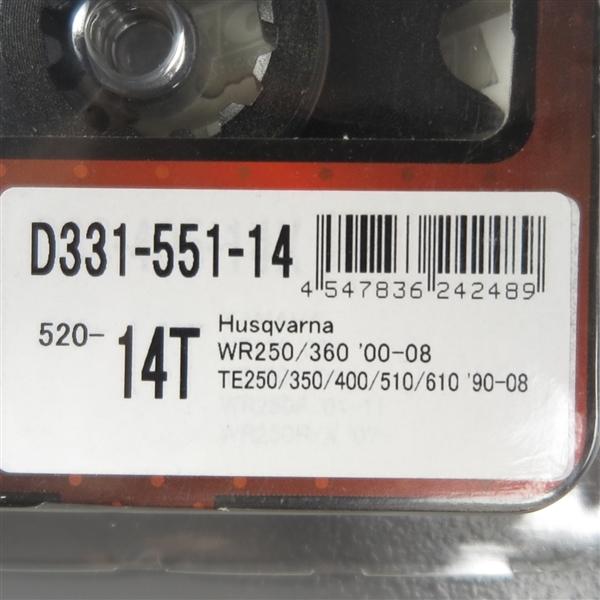 D331-551-14
4 547836 242489
520-
14T
Husqvarna
WR250/360 '00-08
TE250/350/400/510/610 '90-08